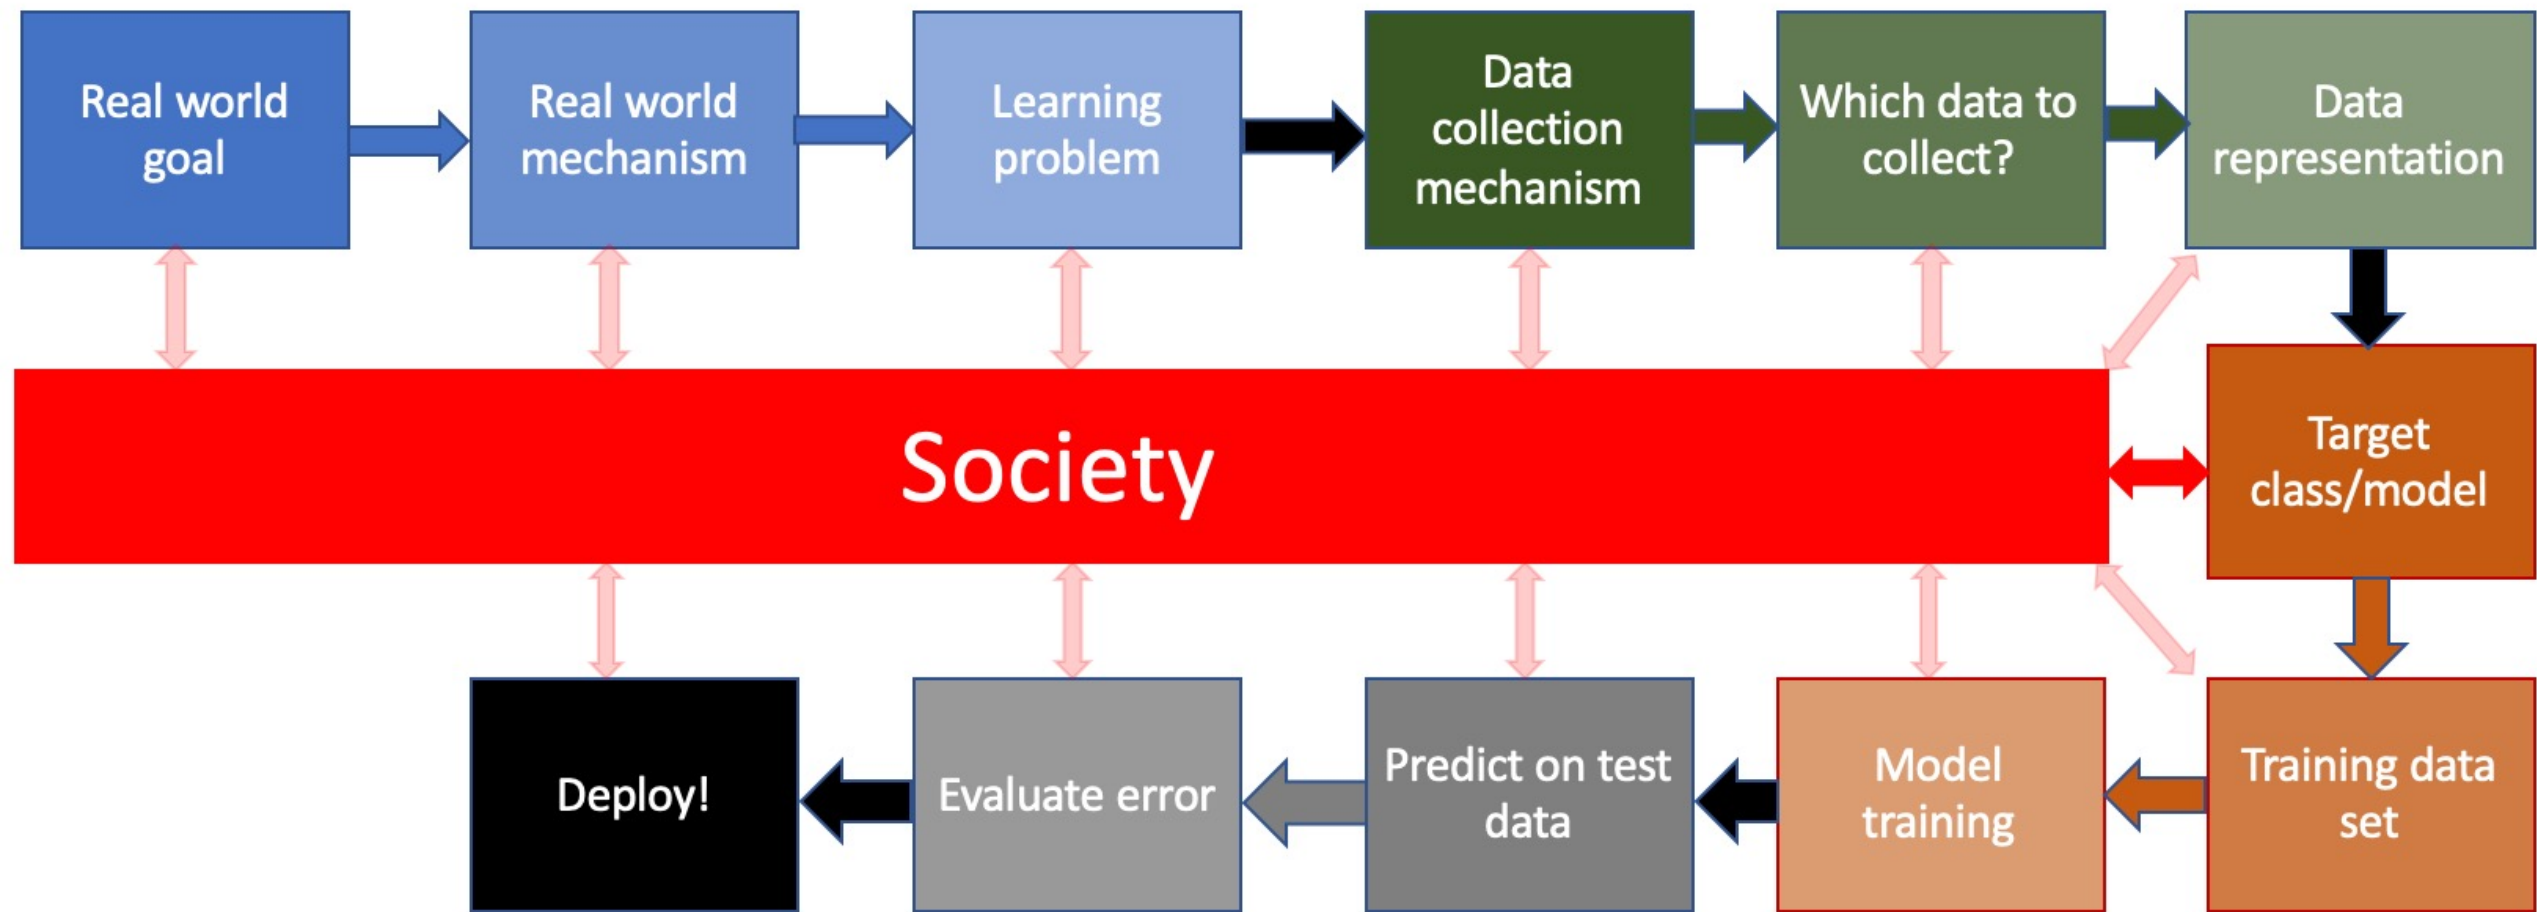 Real world
goal
Real world
mechanism
Learning
problem
Data
collection
mechanism
Which data to
collect?
Data
representation
Society
Target
class/model
Deploy!
Evaluate error
Predict on test
data
Model
training
Training data
set